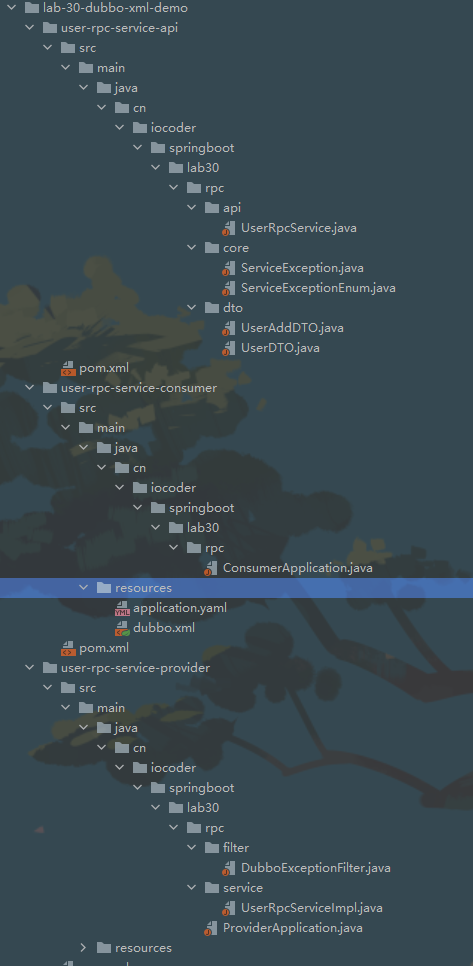 lab-30-dubbo-xml-demo
user-rpc-service-api
src
main
java
cn
iocoder
springboot
lab30
rpc
api
UserRpcService.java
core
ServiceException.java
ServiceExceptionEnum.java
dto
UserAddDTO.java
UserDTO.java
pom.xml
user-rpc-service-consumer
src
main
java
cn
iocoder
springboot
lab30
rpc
ConsumerApplication.java
resources
application.yaml
dubbo.xml
pom.xml
user-rpc-service-provider
src
main
java
cn
iocoder
springboot
lab30
rpc
filter
DubboExceptionFilter.java
service
UserRpcServiceImpl.java
ProviderApplication.java
resources